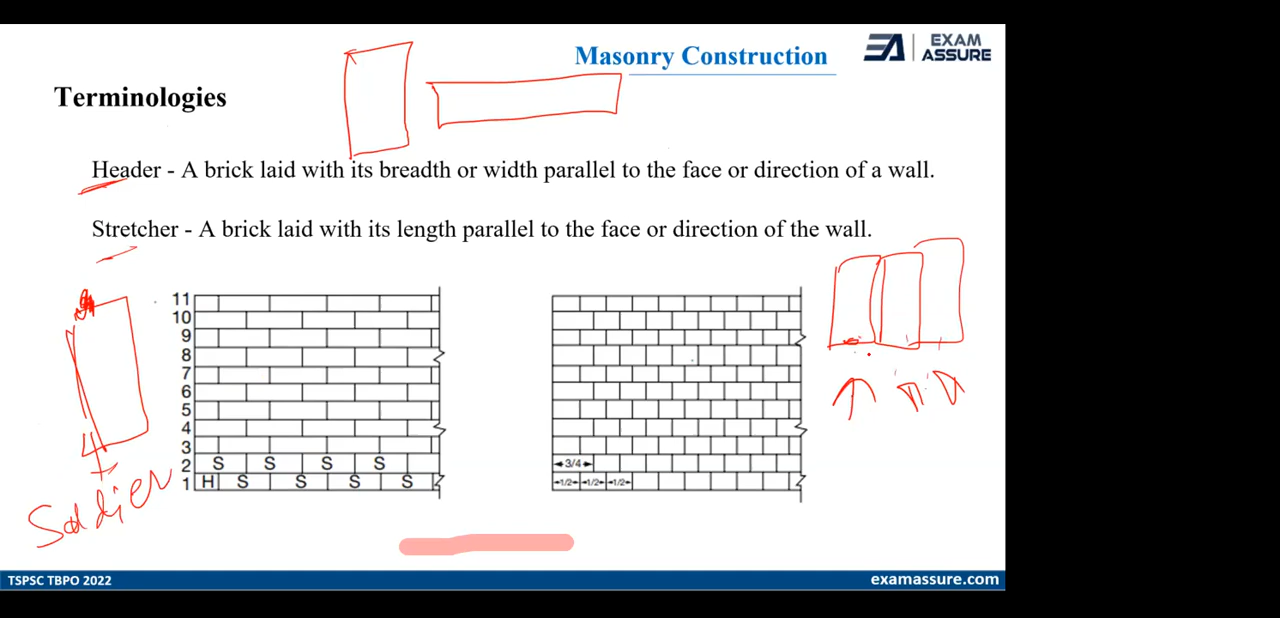 Masonry Construction
EXAM
ASSURE
Terminologies
Header - A brick laid with its breadth or width parallel to the face or direction of a wall.
Stretcher - A brick laid with its length parallel to the face or direction of the wall.
11
10
9
8
7
6
5
4
3
2 S S S S
1 H S S S S
3/4
1/2 1/2 1/2
Soldier
TSPSC TBPO 2022
examassure.com